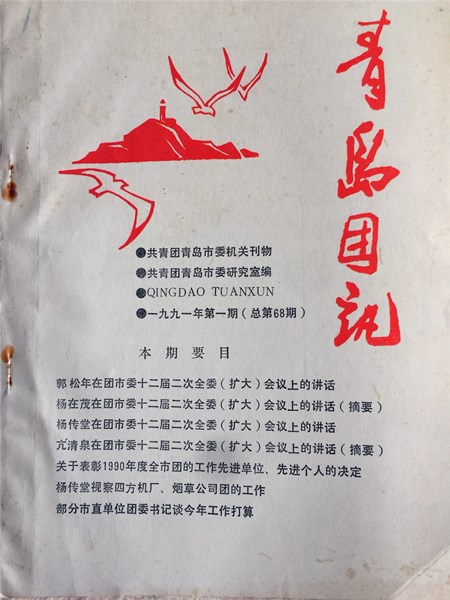 青岛团讯
●共青团青岛市委机关刊物
●共青团青岛市委研究室编
●QINGDAO TUANXUN
●一九九一年第一期(总第68期)
本期要目
郭松年在团市委十二届二次全委(扩大)会议上的讲话
杨在茂在团市委十二届二次全委(扩大)会议上的讲话(摘要)
杨传堂在团市委十二届二次全委(扩大)会议上的讲话
亢清泉在团市委十二届二次全委(扩大)会议上的讲话(摘要)
关于表彰1990年度全市团的工作先进单位、先进个人的决定
杨传堂视察四方机厂、烟草公司团的工作
部分市直单位团委书记谈今年工作打算